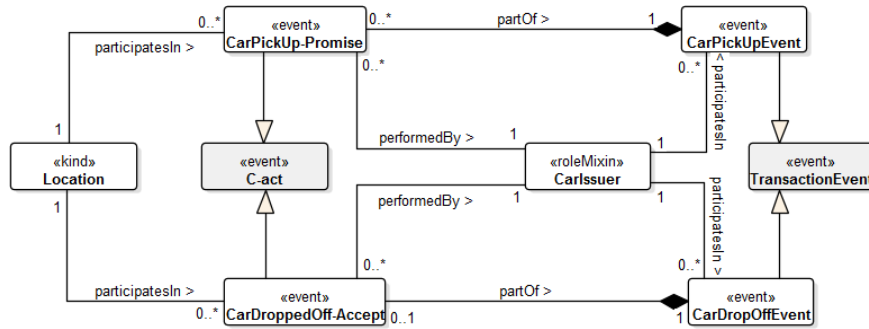 «event»
CarPickUp-Promise
0..*
participatesIn >
0..*
partOf >
1
«event»
CarPickUpEvent
0..*
0..*
< participatesIn
1
performedBy >
1
1
«kind»
Location
1
«event»
C-act
«roleMixin»
CarIssuer
«event»
TransactionEvent
performedBy >
1
1
participatesIn >
participatesIn >
0..*
0..*
0..*
«event»
CarDroppedOff-Accept
0..1
partOf >
1
«event»
CarDropOffEvent